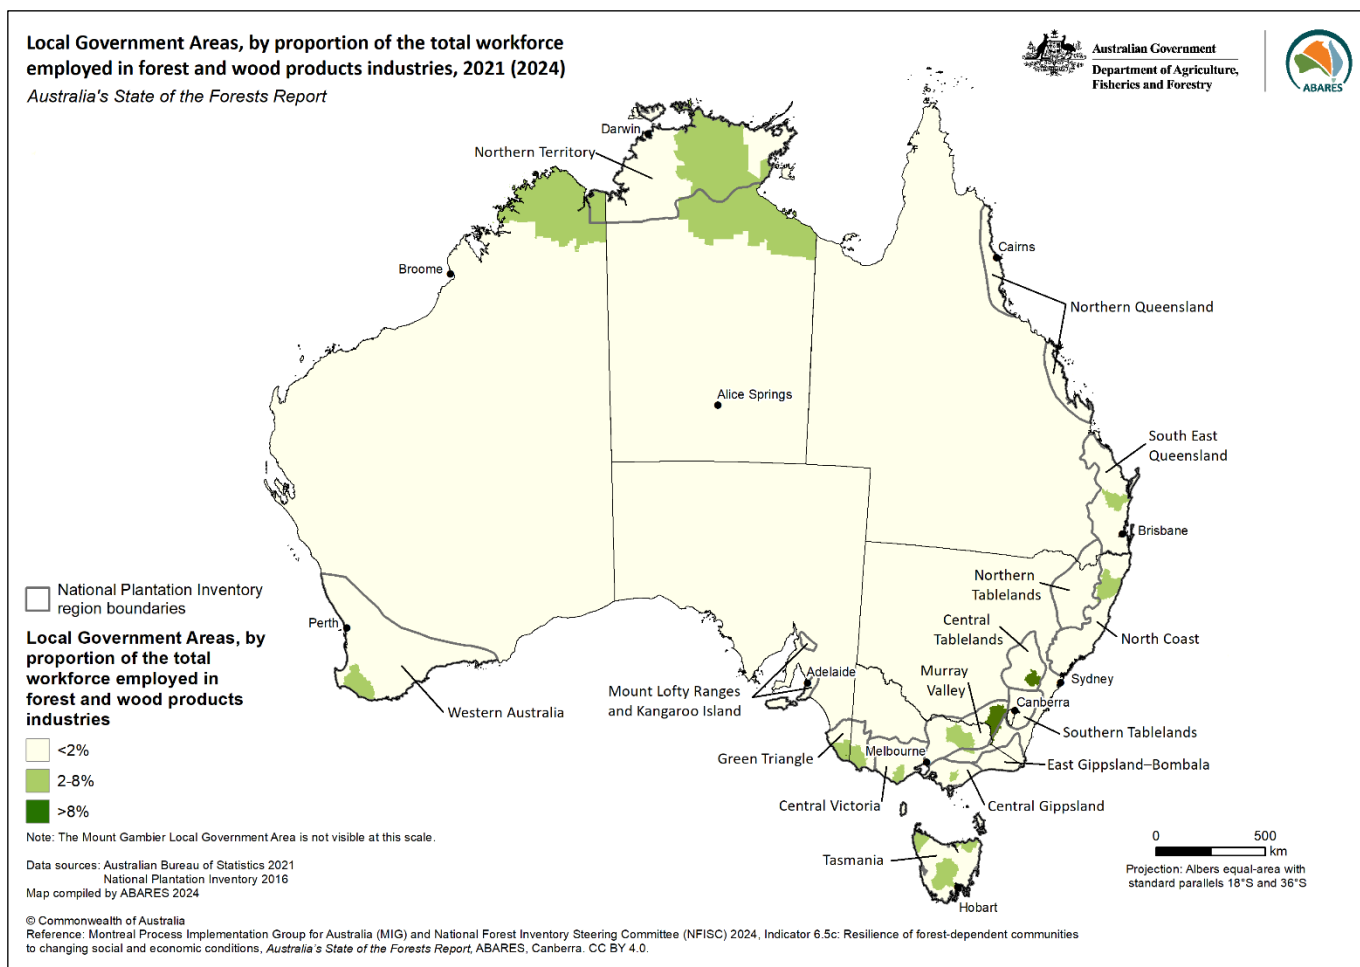 Local Government Areas, by proportion of the total workforce
employed in forest and wood products industries, 2021 (2024)
Australia's State of the Forests Report
Australian Government
Department of Agriculture,
Fisheries and Forestry
ABARES
Darwin
Northern Territory
Broome
Cairns
Northern Queensland
Alice Springs
South East
Queensland
Brisbane
Northern
Tablelands
Central
Tablelands
North Coast
Perth
Western Australia
Adelaide
Mount Lofty Ranges
and Kangaroo Island
Murray
Valley
Sydney
Canberra
Southern Tablelands
Green Triangle
Melbourne
East Gippsland–Bombala
Central Victoria
Central Gippsland
Tasmania
Hobart
National Plantation Inventory
region boundaries
Local Government Areas, by
proportion of the total
workforce employed in
forest and wood products
industries
<2%
2-8%
>8%
Note: The Mount Gambier Local Government Area is not visible at this scale.
Data sources: Australian Bureau of Statistics 2021
National Plantation Inventory 2016
Map compiled by ABARES 2024
0 500
km
Projection: Albers equal-area with
standard parallels 18°S and 36°S
© Commonwealth of Australia
Reference: Montreal Process Implementation Group for Australia (MIG) and National Forest Inventory Steering Committee (NFISC) 2024, Indicator 6.5c: Resilience of forest-dependent communities
to changing social and economic conditions, Australia's State of the Forests Report, ABARES, Canberra. CC BY 4.0.